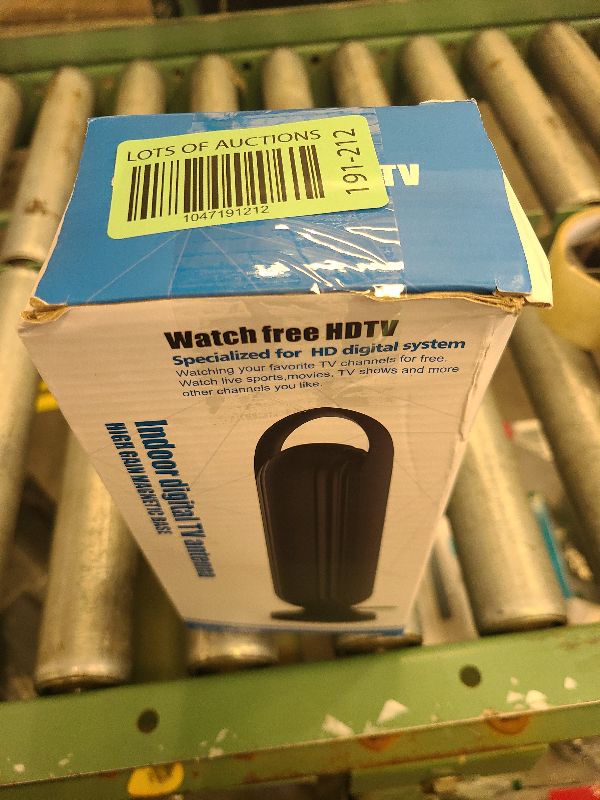 LOTS OF AUCTIONS
1047191212
191-212
TV
Watch free HDTV
Specialized for HD digital system
Watching your favorite TV channels for free.
Watch live sports,movies, TV shows and more
other channels you like.
Indoor digital TV antenna
HIGH GAIN MAGNETIC BASE